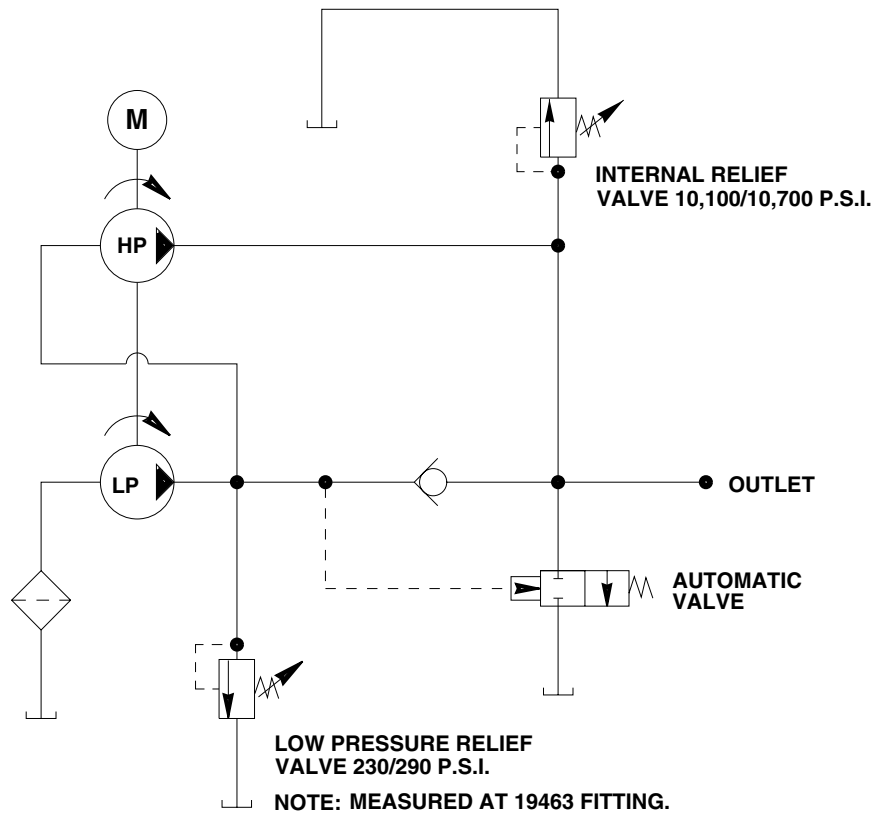 M
INTERNAL RELIEF
VALVE 10,100/10,700 P.S.I.
HP
LP
OUTLET
AUTOMATIC
VALVE
LOW PRESSURE RELIEF
VALVE 230/290 P.S.I.
NOTE: MEASURED AT 19463 FITTING.